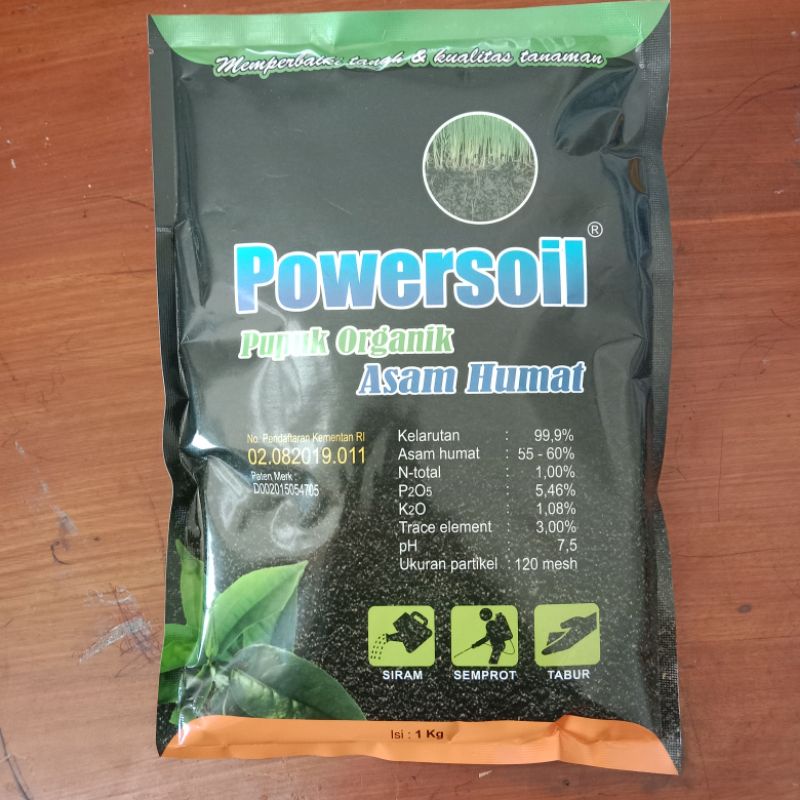 Memperbaiki tanah & kualitas tanaman
Powersoil®
Pupuk Organik
Asam Humat
No. Pendaftaran Kementan RI
02.082019.011
Paten Merk :
D002015054705
Kelarutan : 99,9%
Asam humat : 55 - 60%
N-total : 1,00%
P2O5 : 5,46%
K2O : 1,08%
Trace element : 3,00%
pH 7,5
Ukuran partikel : 120 mesh
SIRAM SEMPROT TABUR
Isi : 1 Kg